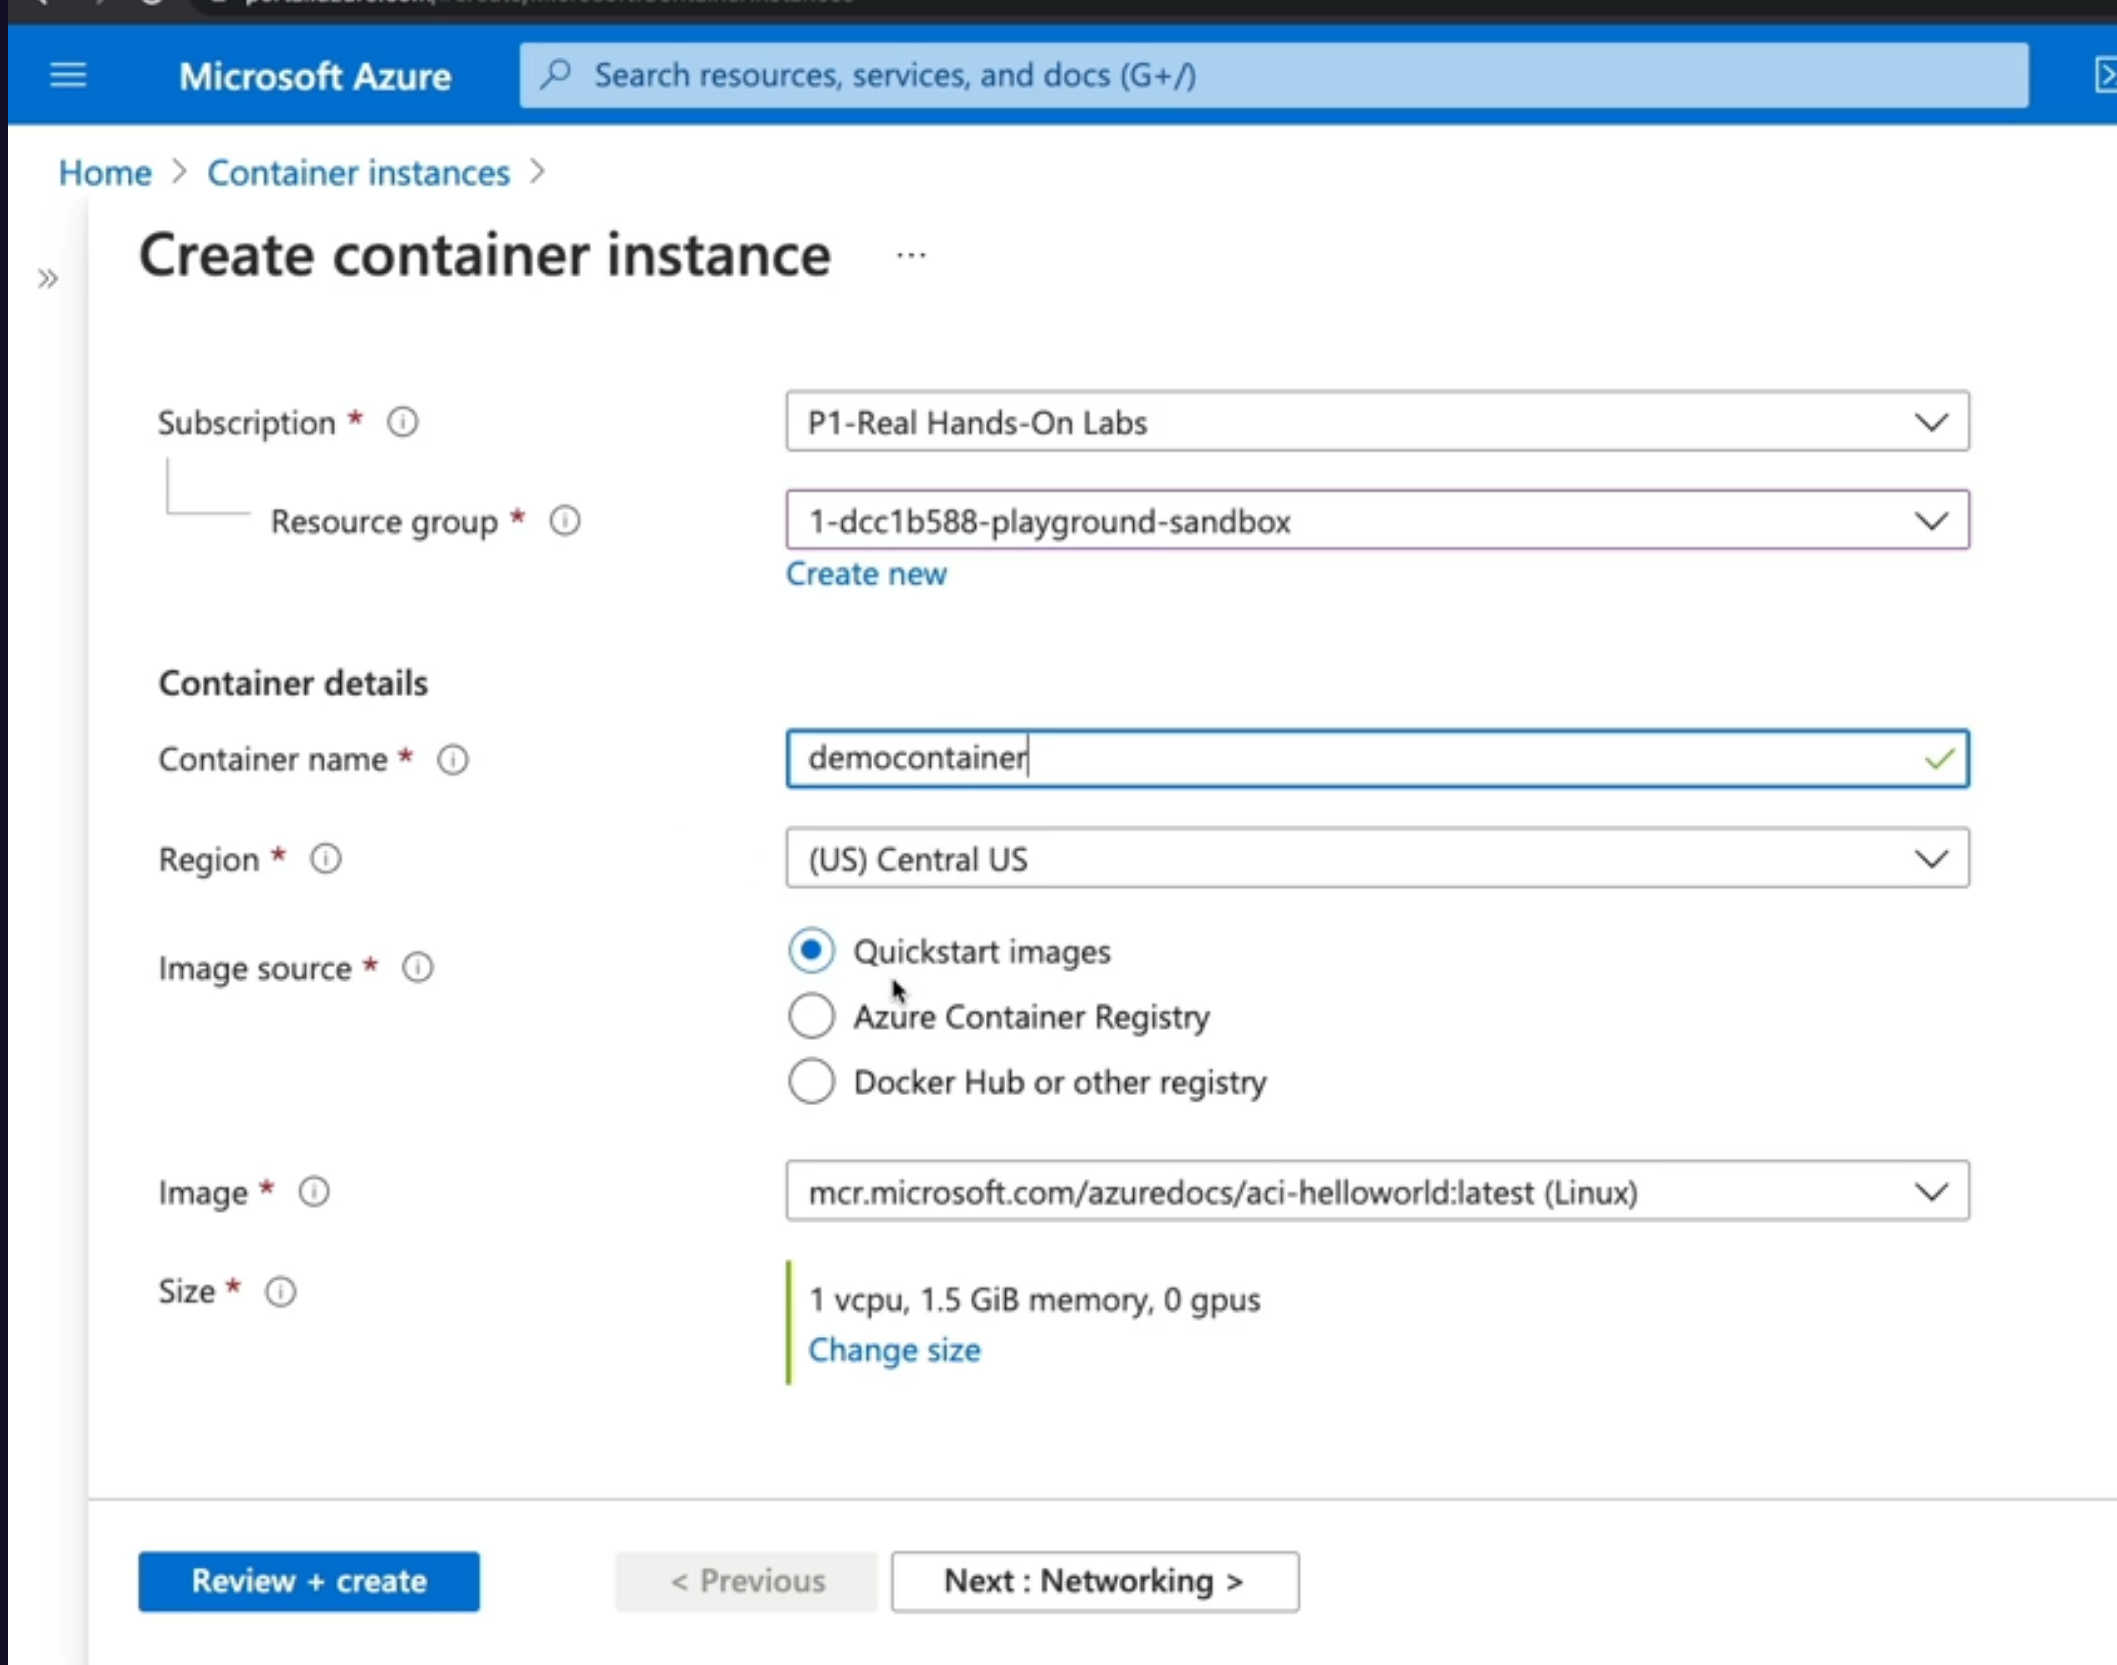 Microsoft Azure
Search resources, services, and docs (G+/)
Home > Container instances >
Create container instance ...
Subscription *
P1-Real Hands-On Labs
Resource group *
1-dcc1b588-playground-sandbox
Create new
Container details
Container name *
democontainer
Region *
(US) Central US
Image source *
Quickstart images
Azure Container Registry
Docker Hub or other registry
Image *
mcr.microsoft.com/azuredocs/aci-helloworld:latest (Linux)
Size *
1 vcpu, 1.5 GiB memory, 0 gpus
Change size
Review + create
< Previous
Next : Networking >